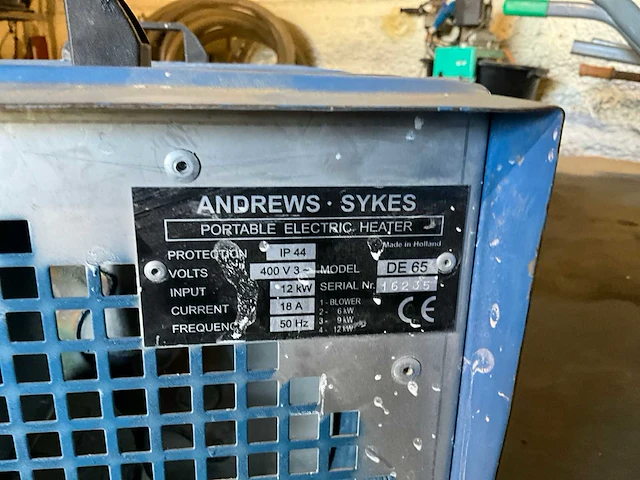 ANDREWS · SYKES
PORTABLE ELECTRIC HEATER
Made in Holland
PROTECTION IP 44
VOLTS 400 V 3 ~ MODEL DE 65
INPUT 12 kW SERIAL Nr. 16235
CURRENT 18 A
FREQUENCY 50 Hz
1 - BLOWER
2 - 6 kW
3 - 9 kW
4 - 12 kW
CE